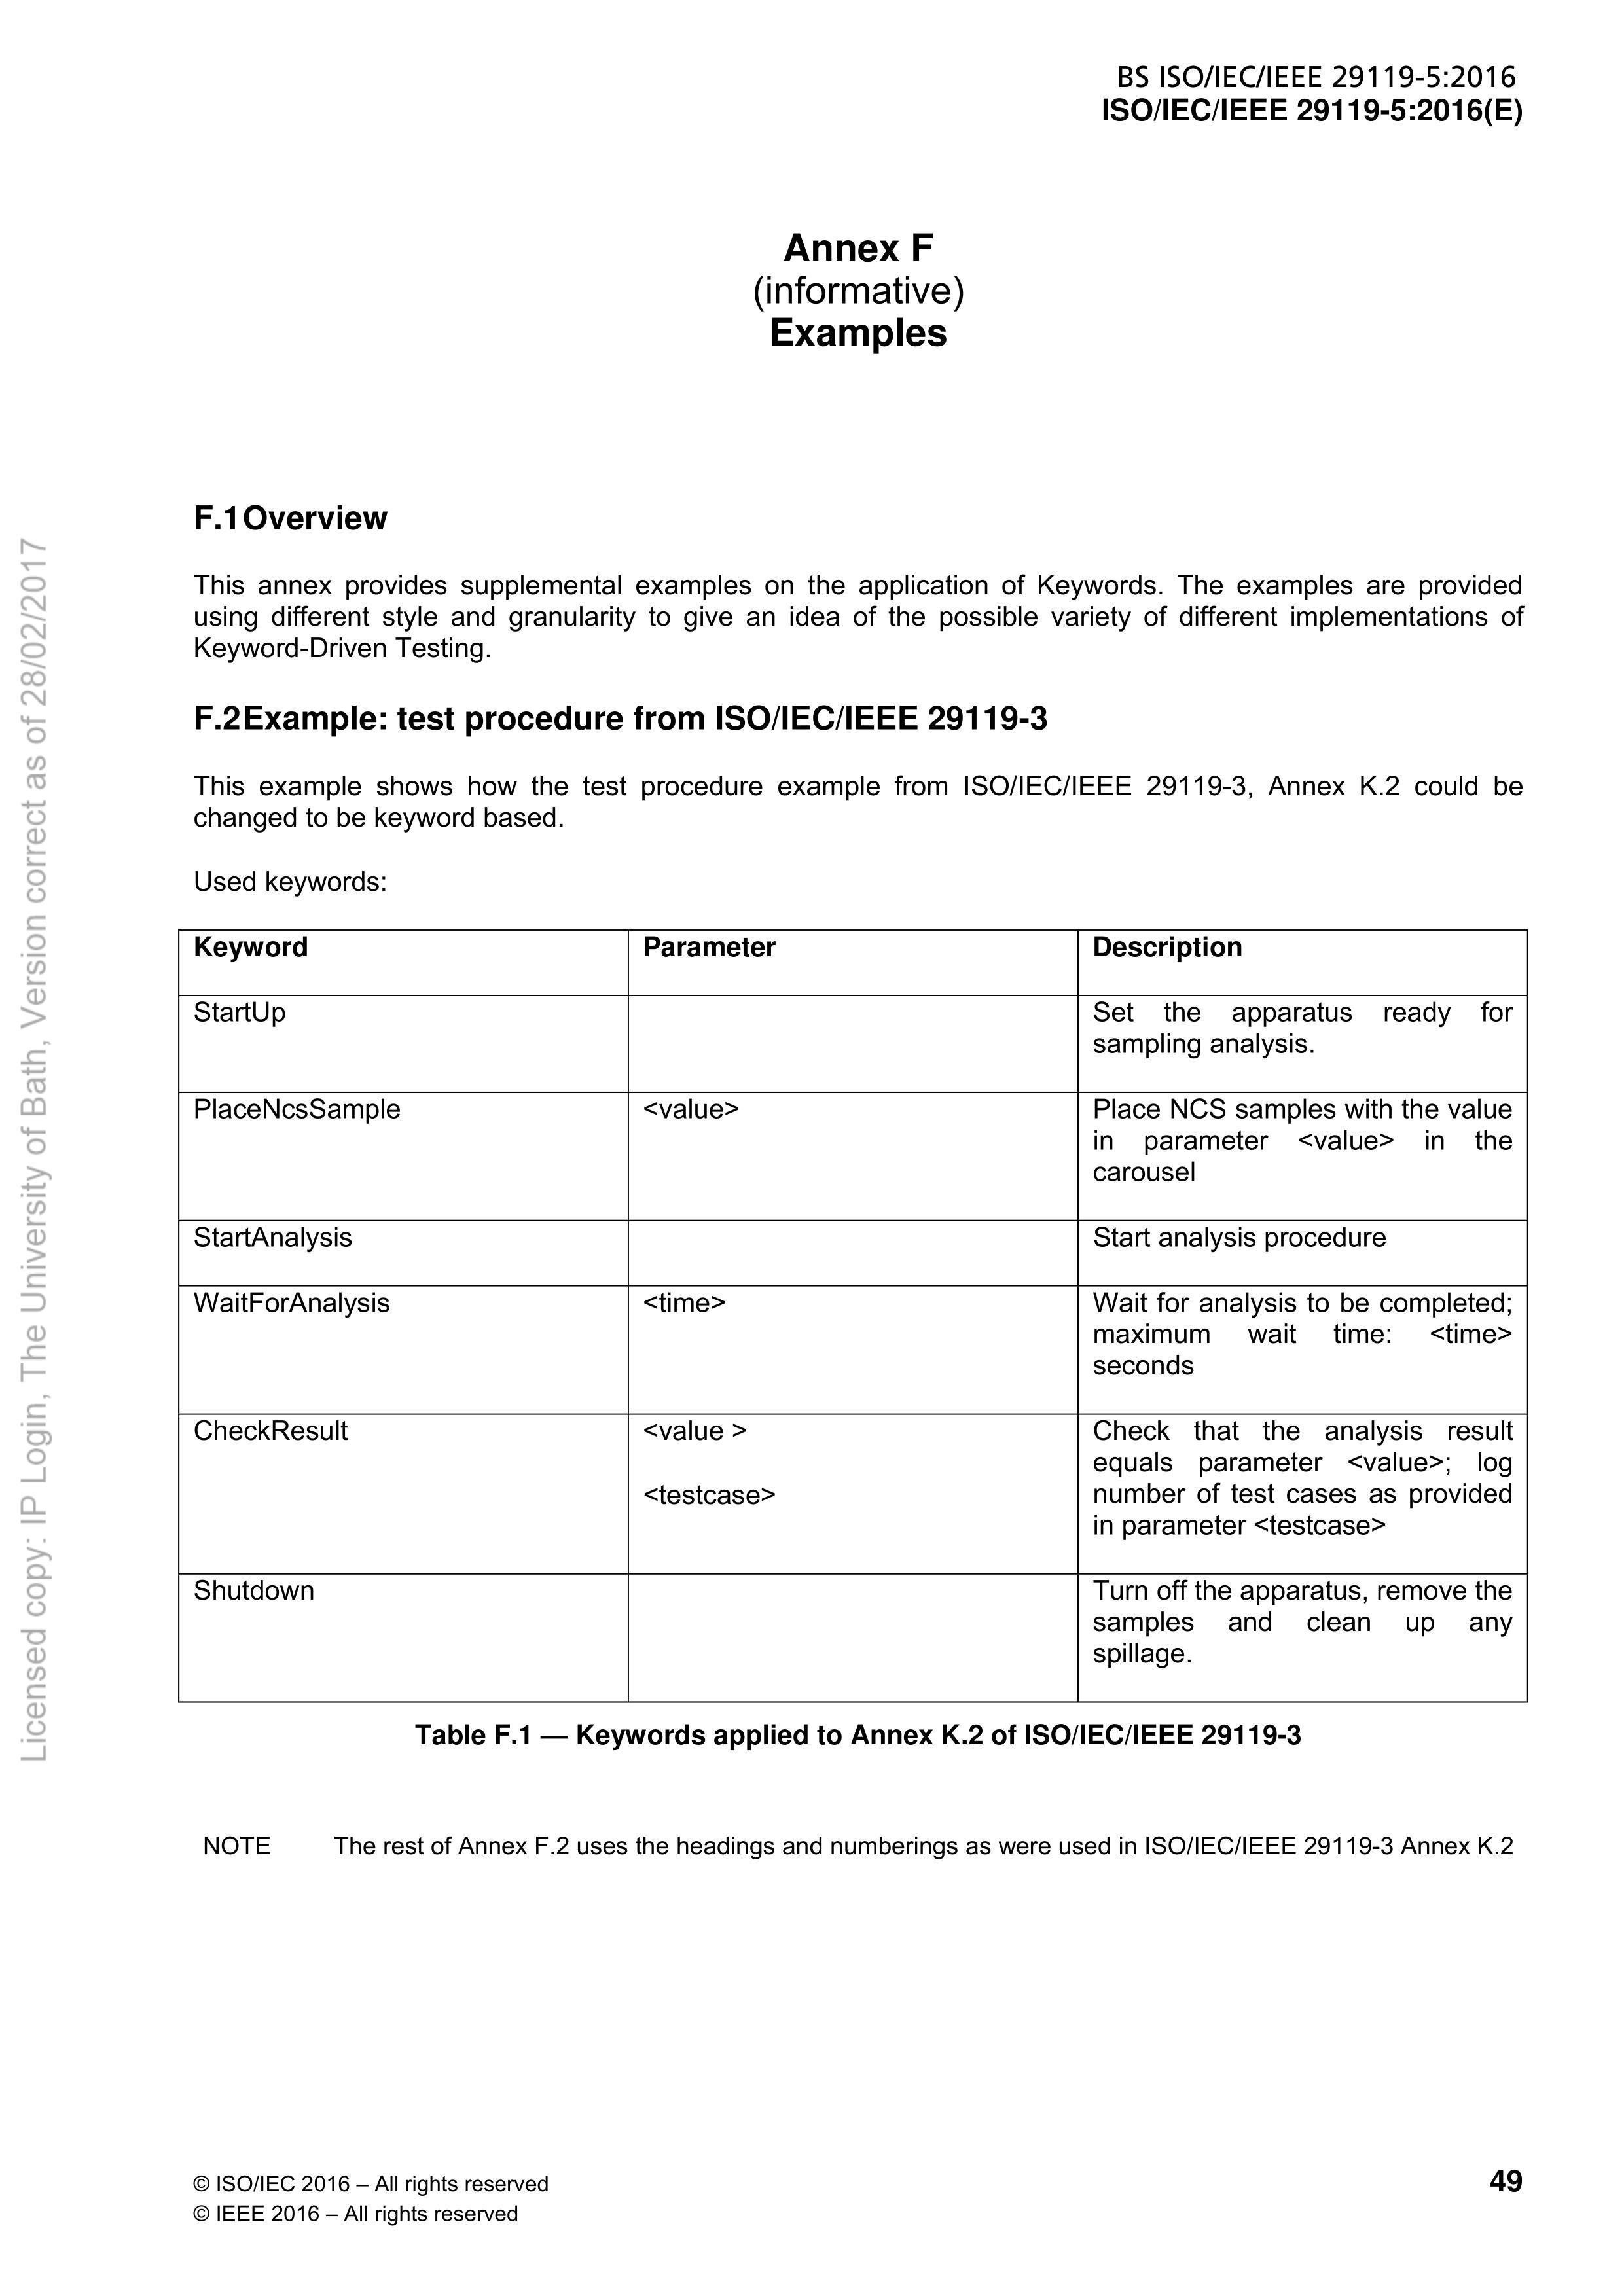 BS ISO/IEC/IEEE 29119-5:2016
ISO/IEC/IEEE 29119-5:2016(E)
Annex F
(informative)
Examples
F.1 Overview
This annex provides supplemental examples on the application of Keywords. The examples are provided
using different style and granularity to give an idea of the possible variety of different implementations of
Keyword-Driven Testing.
F.2 Example: test procedure from ISO/IEC/IEEE 29119-3
This example shows how the test procedure example from ISO/IEC/IEEE 29119-3, Annex K.2 could be
changed to be keyword based.
Used keywords:
Keyword Parameter Description
StartUp Set the apparatus ready for
sampling analysis.
PlaceNcsSample <value> Place NCS samples with the value
in parameter <value> in the
carousel
StartAnalysis Start analysis procedure
WaitForAnalysis <time> Wait for analysis to be completed;
maximum wait time: <time>
seconds
CheckResult <value > Check that the analysis result
equals parameter <value>; log
<testcase> number of test cases as provided
in parameter <testcase>
Shutdown Turn off the apparatus, remove the
samples and clean up any
spillage.
Table F.1 — Keywords applied to Annex K.2 of ISO/IEC/IEEE 29119-3
NOTE The rest of Annex F.2 uses the headings and numberings as were used in ISO/IEC/IEEE 29119-3 Annex K.2
© ISO/IEC 2016 – All rights reserved 49
© IEEE 2016 – All rights reserved
Licensed copy: IP Login, The University of Bath, Version correct as of 28/02/2017